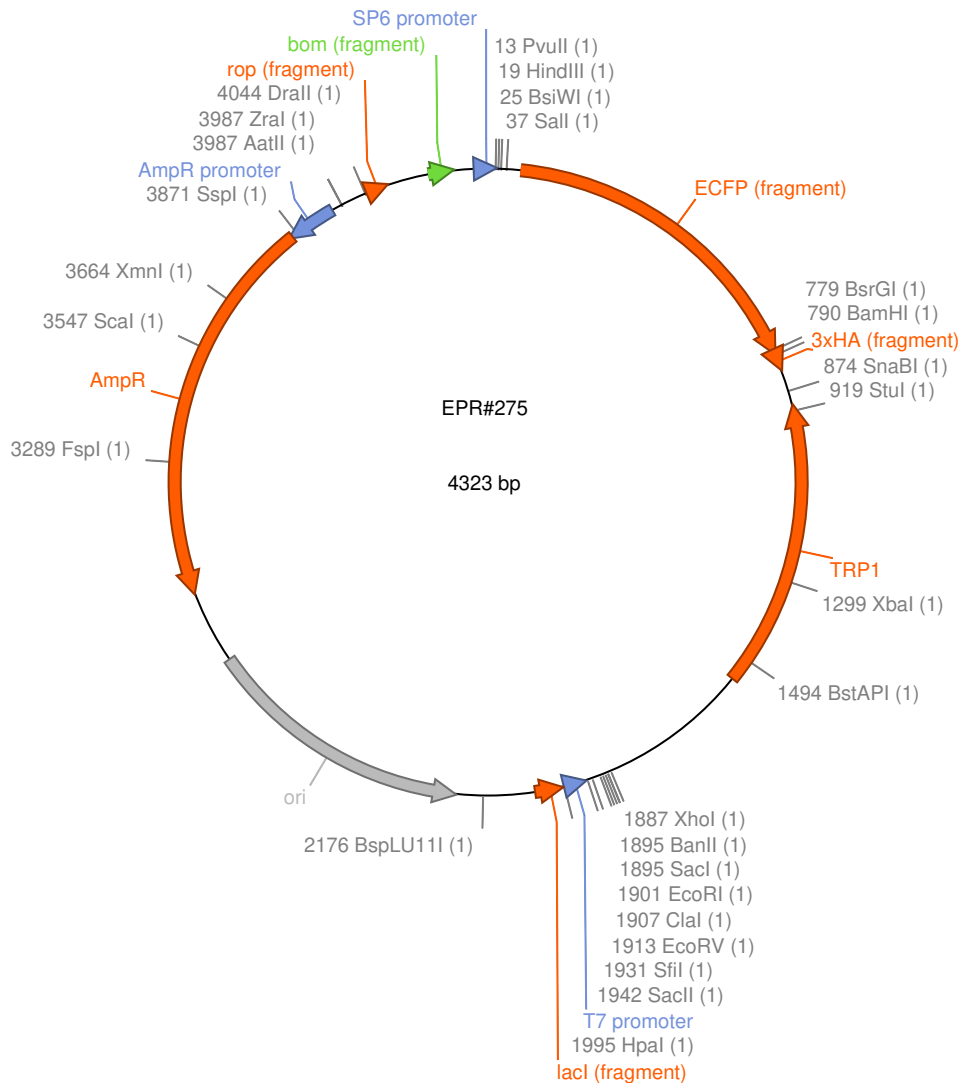 SP6 promoter
bom (fragment)
rop (fragment)
4044 DraII (1)
3987 ZraI (1)
3987 AatII (1)
AmpR promoter
3871 SspI (1)
3664 XmnI (1)
3547 ScaI (1)
AmpR
3289 FspI (1)
13 PvuII (1)
19 HindIII (1)
25 BsiWI (1)
37 SalI (1)
ECFP (fragment)
779 BsrGI (1)
790 BamHI (1)
3xHA (fragment)
874 SnaBI (1)
919 StuI (1)
EPR#275
4323 bp
TRP1
1299 XbaI (1)
1494 BstAPI (1)
ori
2176 BspLU11I (1)
1887 XhoI (1)
1895 BanII (1)
1895 SacI (1)
1901 EcoRI (1)
1907 ClaI (1)
1913 EcoRV (1)
1931 SfiI (1)
1942 SacII (1)
T7 promoter
1995 HpaI (1)
lacI (fragment)